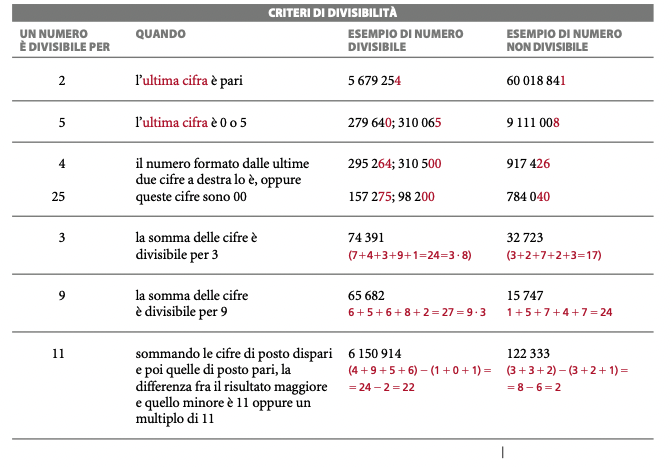 CRITERI DI DIVISIBILITÀ
UN NUMERO È DIVISIBILE PER QUANDO ESEMPIO DI NUMERO DIVISIBILE ESEMPIO DI NUMERO NON DIVISIBILE
2 l'ultima cifra è pari 5 679 254 60 018 841
5 l'ultima cifra è 0 o 5 279 640; 310 065 9 111 008
4 il numero formato dalle ultime 295 264; 310 500 917 426
due cifre a destra lo è, oppure
25 queste cifre sono 00 157 275; 98 200 784 040
3 la somma delle cifre è 74 391 32 723
divisibile per 3 (7+4+3+9+1=24=3·8) (3+2+7+2+3=17)
9 la somma delle cifre 65 682 15 747
è divisibile per 9 6 + 5 + 6 + 8 + 2 = 27 = 9 · 3 1 + 5 + 7 + 4 + 7 = 24
11 sommando le cifre di posto dispari 6 150 914 122 333
e poi quelle di posto pari, la (4 + 9 + 5 + 6) − (1 + 0 + 1) = (3 + 3 + 2) − (3 + 2 + 1) =
differenza fra il risultato maggiore = 24 − 2 = 22 = 8 − 6 = 2
e quello minore è 11 oppure un
multiplo di 11